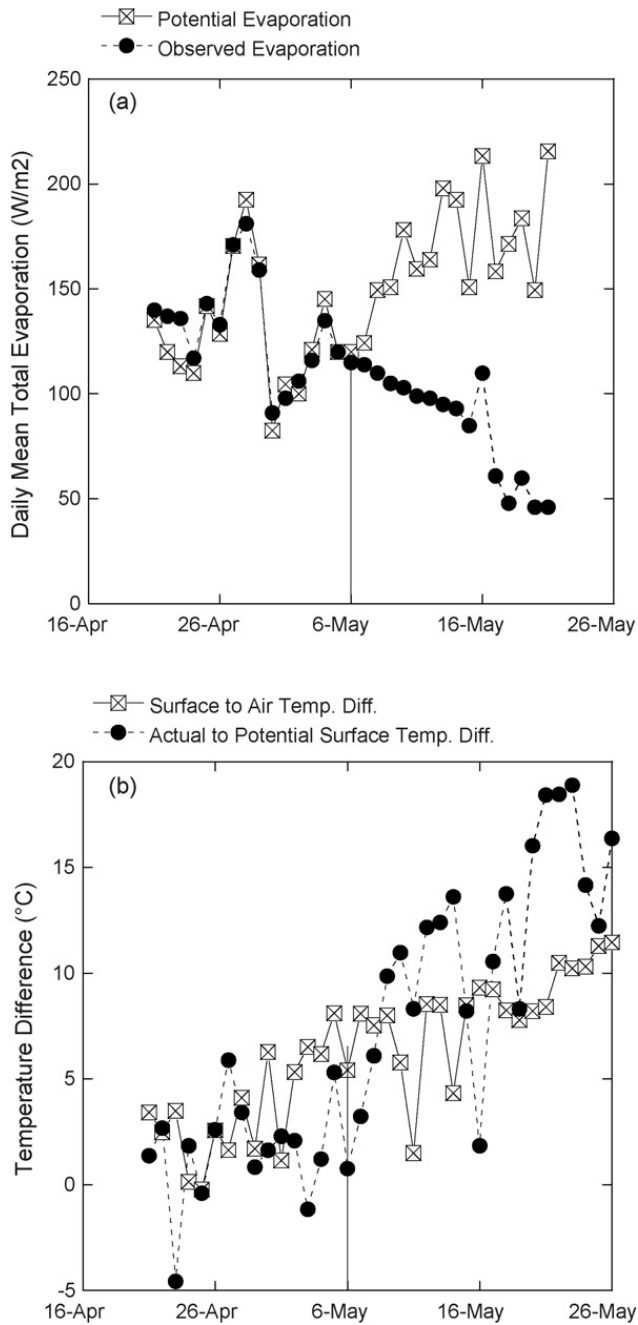 Potential Evaporation
Observed Evaporation
(a)
Daily Mean Total Evaporation (W/m2)
250
200
150
100
50
0
16-Apr 26-Apr 6-May 16-May 26-May
Surface to Air Temp. Diff.
Actual to Potential Surface Temp. Diff.
(b)
Temperature Difference (°C)
20
15
10
5
0
-5
16-Apr 26-Apr 6-May 16-May 26-May